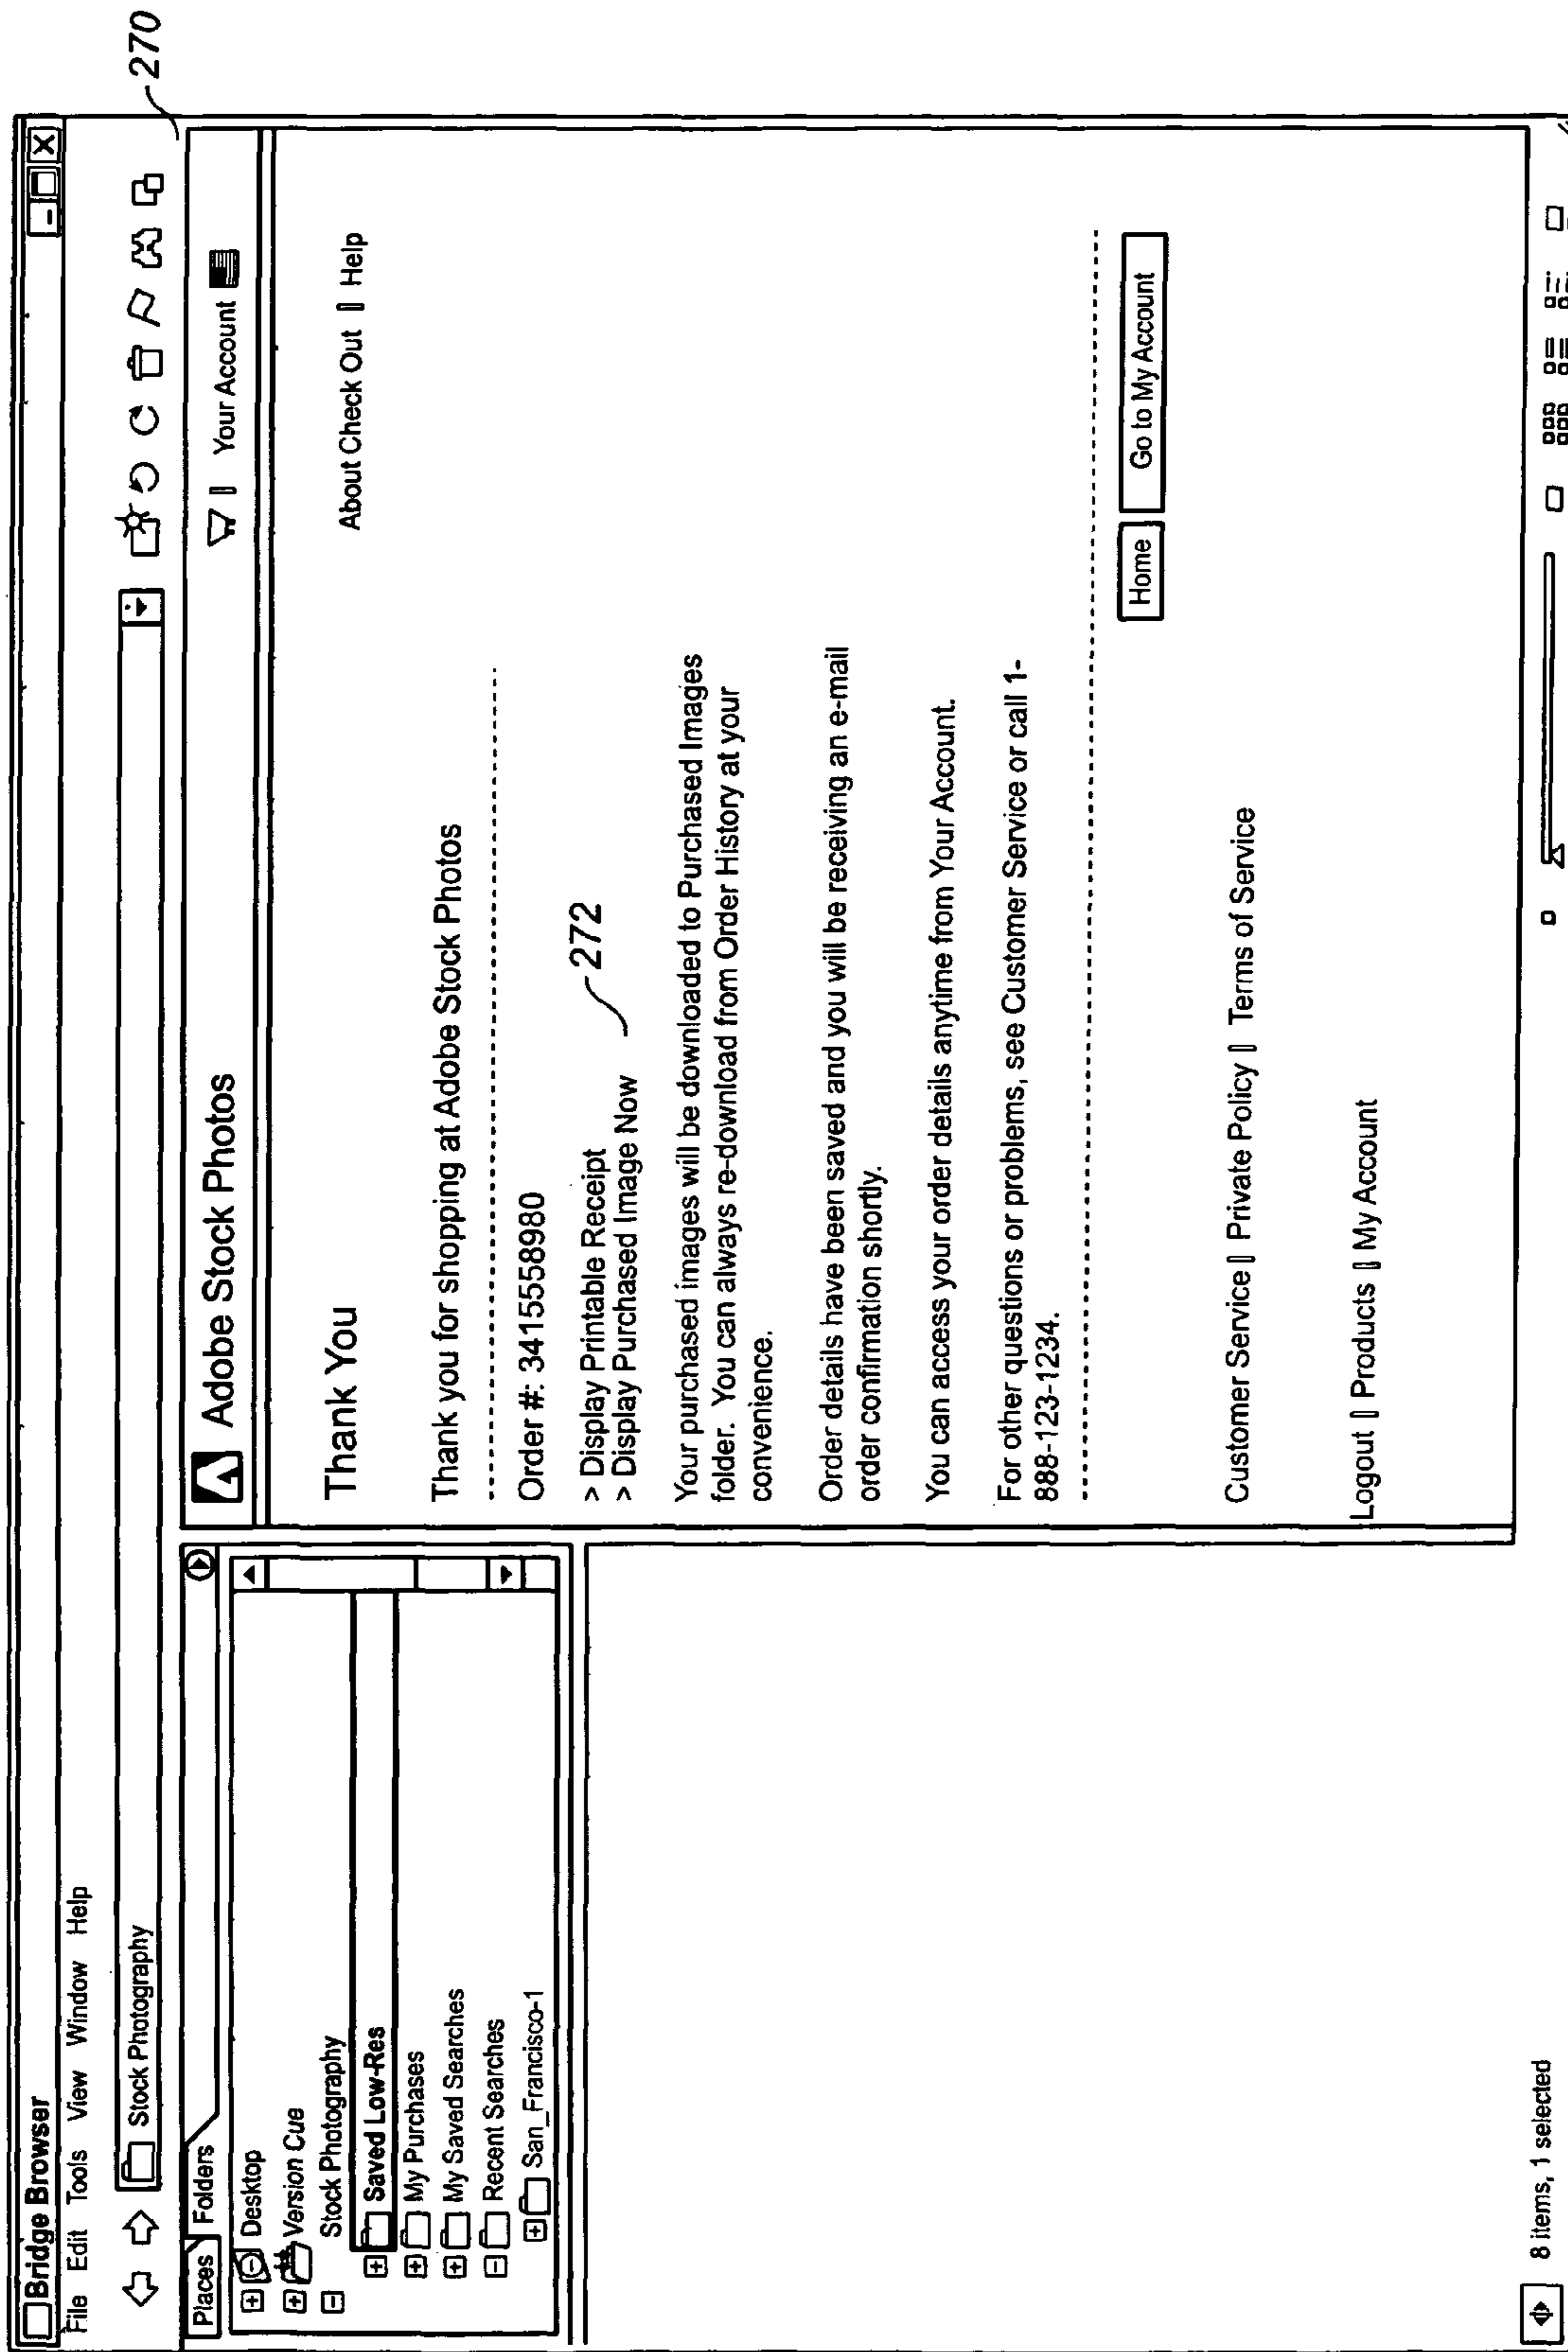 Bridge Browser
File Edit Tools View Window Help
Stock Photography
270
Places Folders
Desktop
Version Cue
Stock Photography
Saved Low-Res
My Purchases
My Saved Searches
Recent Searches
San_Francisco-1
Adobe Stock Photos
Your Account
About Check Out Help
Thank You
Thank you for shopping at Adobe Stock Photos
Order #: 3415558980
> Display Printable Receipt
> Display Purchased Image Now
272
Your purchased images will be downloaded to Purchased Images
folder. You can always re-download from Order History at your
convenience.
Order details have been saved and you will be receiving an e-mail
order confirmation shortly.
You can access your order details anytime from Your Account.
For other questions or problems, see Customer Service or call 1-
888-123-1234.
Home Go to My Account
Customer Service Private Policy Terms of Service
Logout Products My Account
8 items, 1 selected